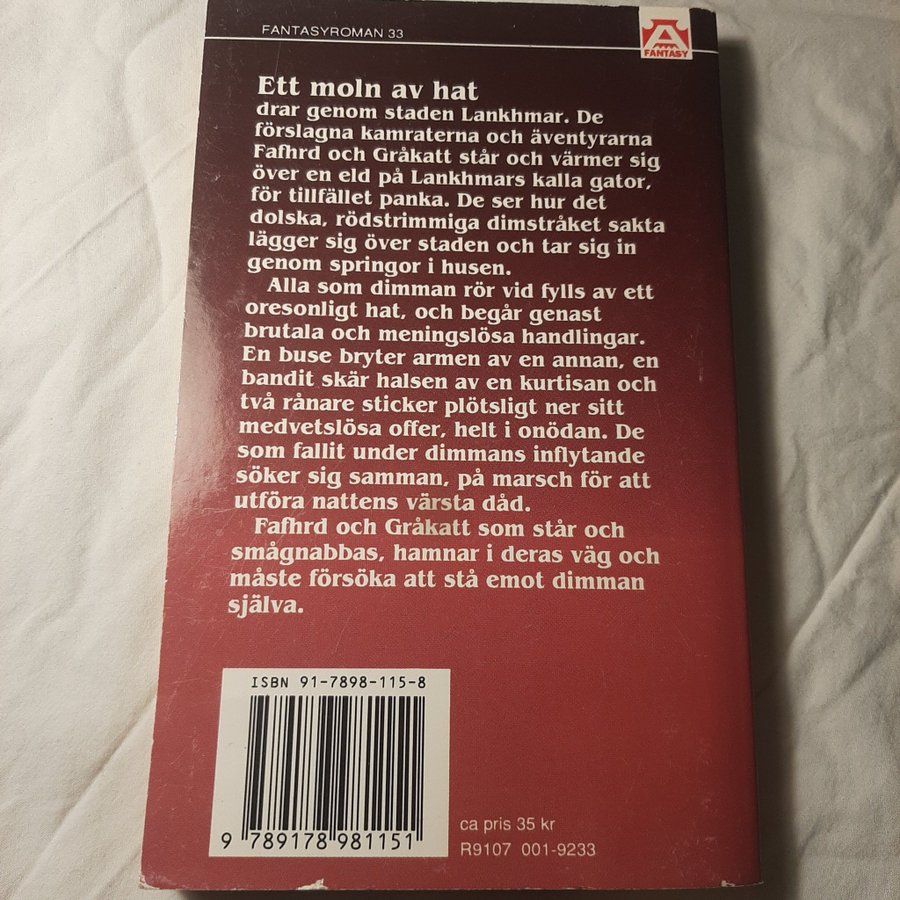 FANTASYROMAN 33
A
FANTASY
Ett moln av hat
drar genom staden Lankhmar. De
förslagna kamraterna och äventyrarna
Fafhrd och Gråkatt står och värmer sig
över en eld på Lankhmars kalla gator,
för tillfället panka. De ser hur det
dolska, rödstrimmiga dimstråket sakta
lägger sig över staden och tar sig in
genom springor i husen.
Alla som dimman rör vid fylls av ett
oresonligt hat, och begår genast
brutala och meningslösa handlingar.
En buse bryter armen av en annan, en
bandit skär halsen av en kurtisan och
två rånare sticker plötsligt ner sitt
medvetslösa offer, helt i onödan. De
som fallit under dimmans inflytande
söker sig samman, på marsch för att
utföra nattens värsta dåd.
Fafhrd och Gråkatt som står och
smågnabbas, hamnar i deras väg och
måste försöka att stå emot dimman
själva.
ISBN 91-7898-115-8
9 789178 981151
ca pris 35 kr
R9107 001-9233